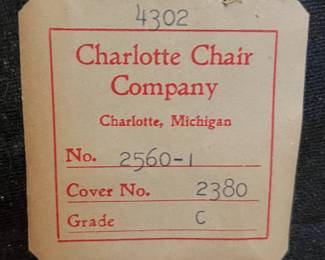 4302
Charlotte Chair
Company
Charlotte, Michigan
No. 2560-1
Cover No. 2380
Grade C